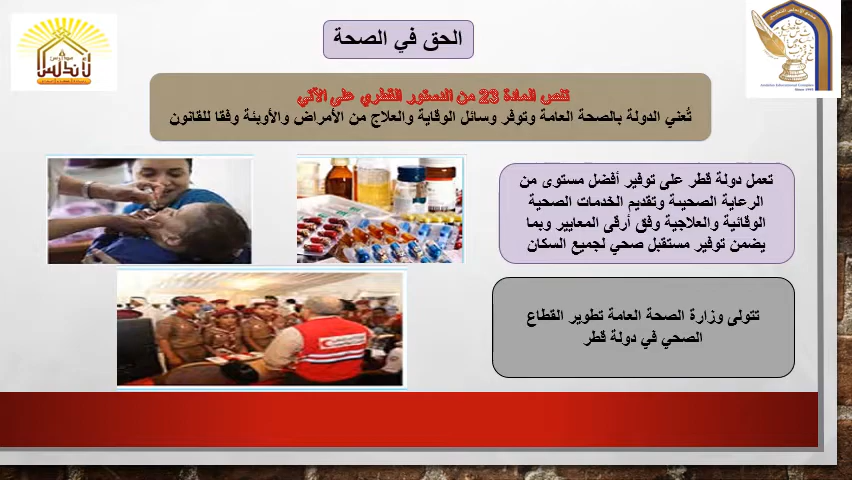 الحق في الصحة
تنص المادة 23 من الدستور القطري على الآتي
تُعني الدولة بالصحة العامة وتوفر وسائل الوقاية والعلاج من الأمراض والأوبئة وفقا للقانون
تعمل دولة قطر على توفير أفضل مستوى من
الرعاية الصحيىة وتقديم الخدمات الصحية
الوقائية والعلاجية وفق أرقى المعايير وبما
يضمن توفير مستقبل صحي لجميع السكان
تتولى وزارة الصحة العامة تطوير القطاع
الصحي في دولة قطر